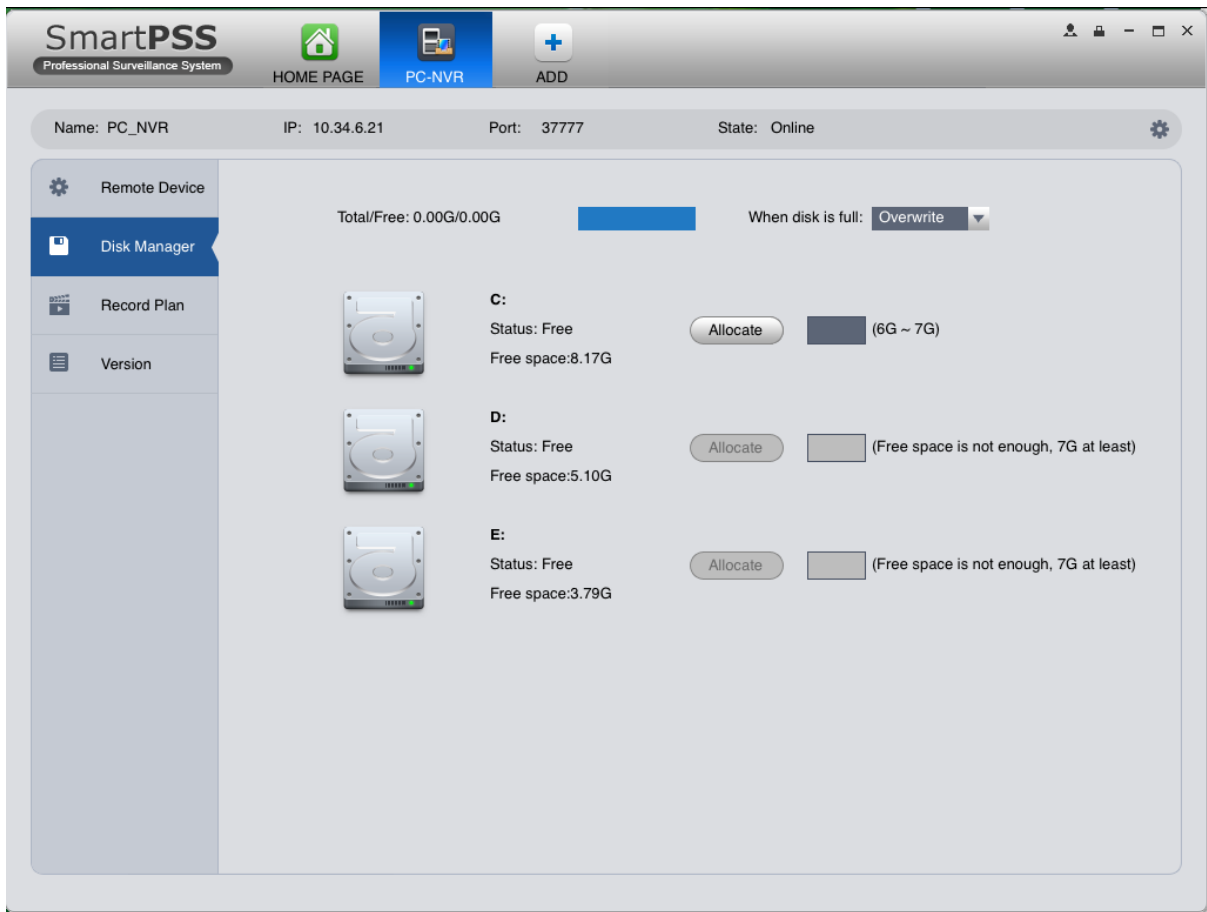 SmartPSS
Professional Surveillance System
HOME PAGE
PC-NVR
ADD
Name: PC_NVR IP: 10.34.6.21 Port: 37777 State: Online
Remote Device
Disk Manager
Record Plan
Version
Total/Free: 0.00G/0.00G When disk is full: Overwrite
C:
Status: Free Allocate (6G ~ 7G)
Free space:8.17G
D:
Status: Free Allocate (Free space is not enough, 7G at least)
Free space:5.10G
E:
Status: Free Allocate (Free space is not enough, 7G at least)
Free space:3.79G